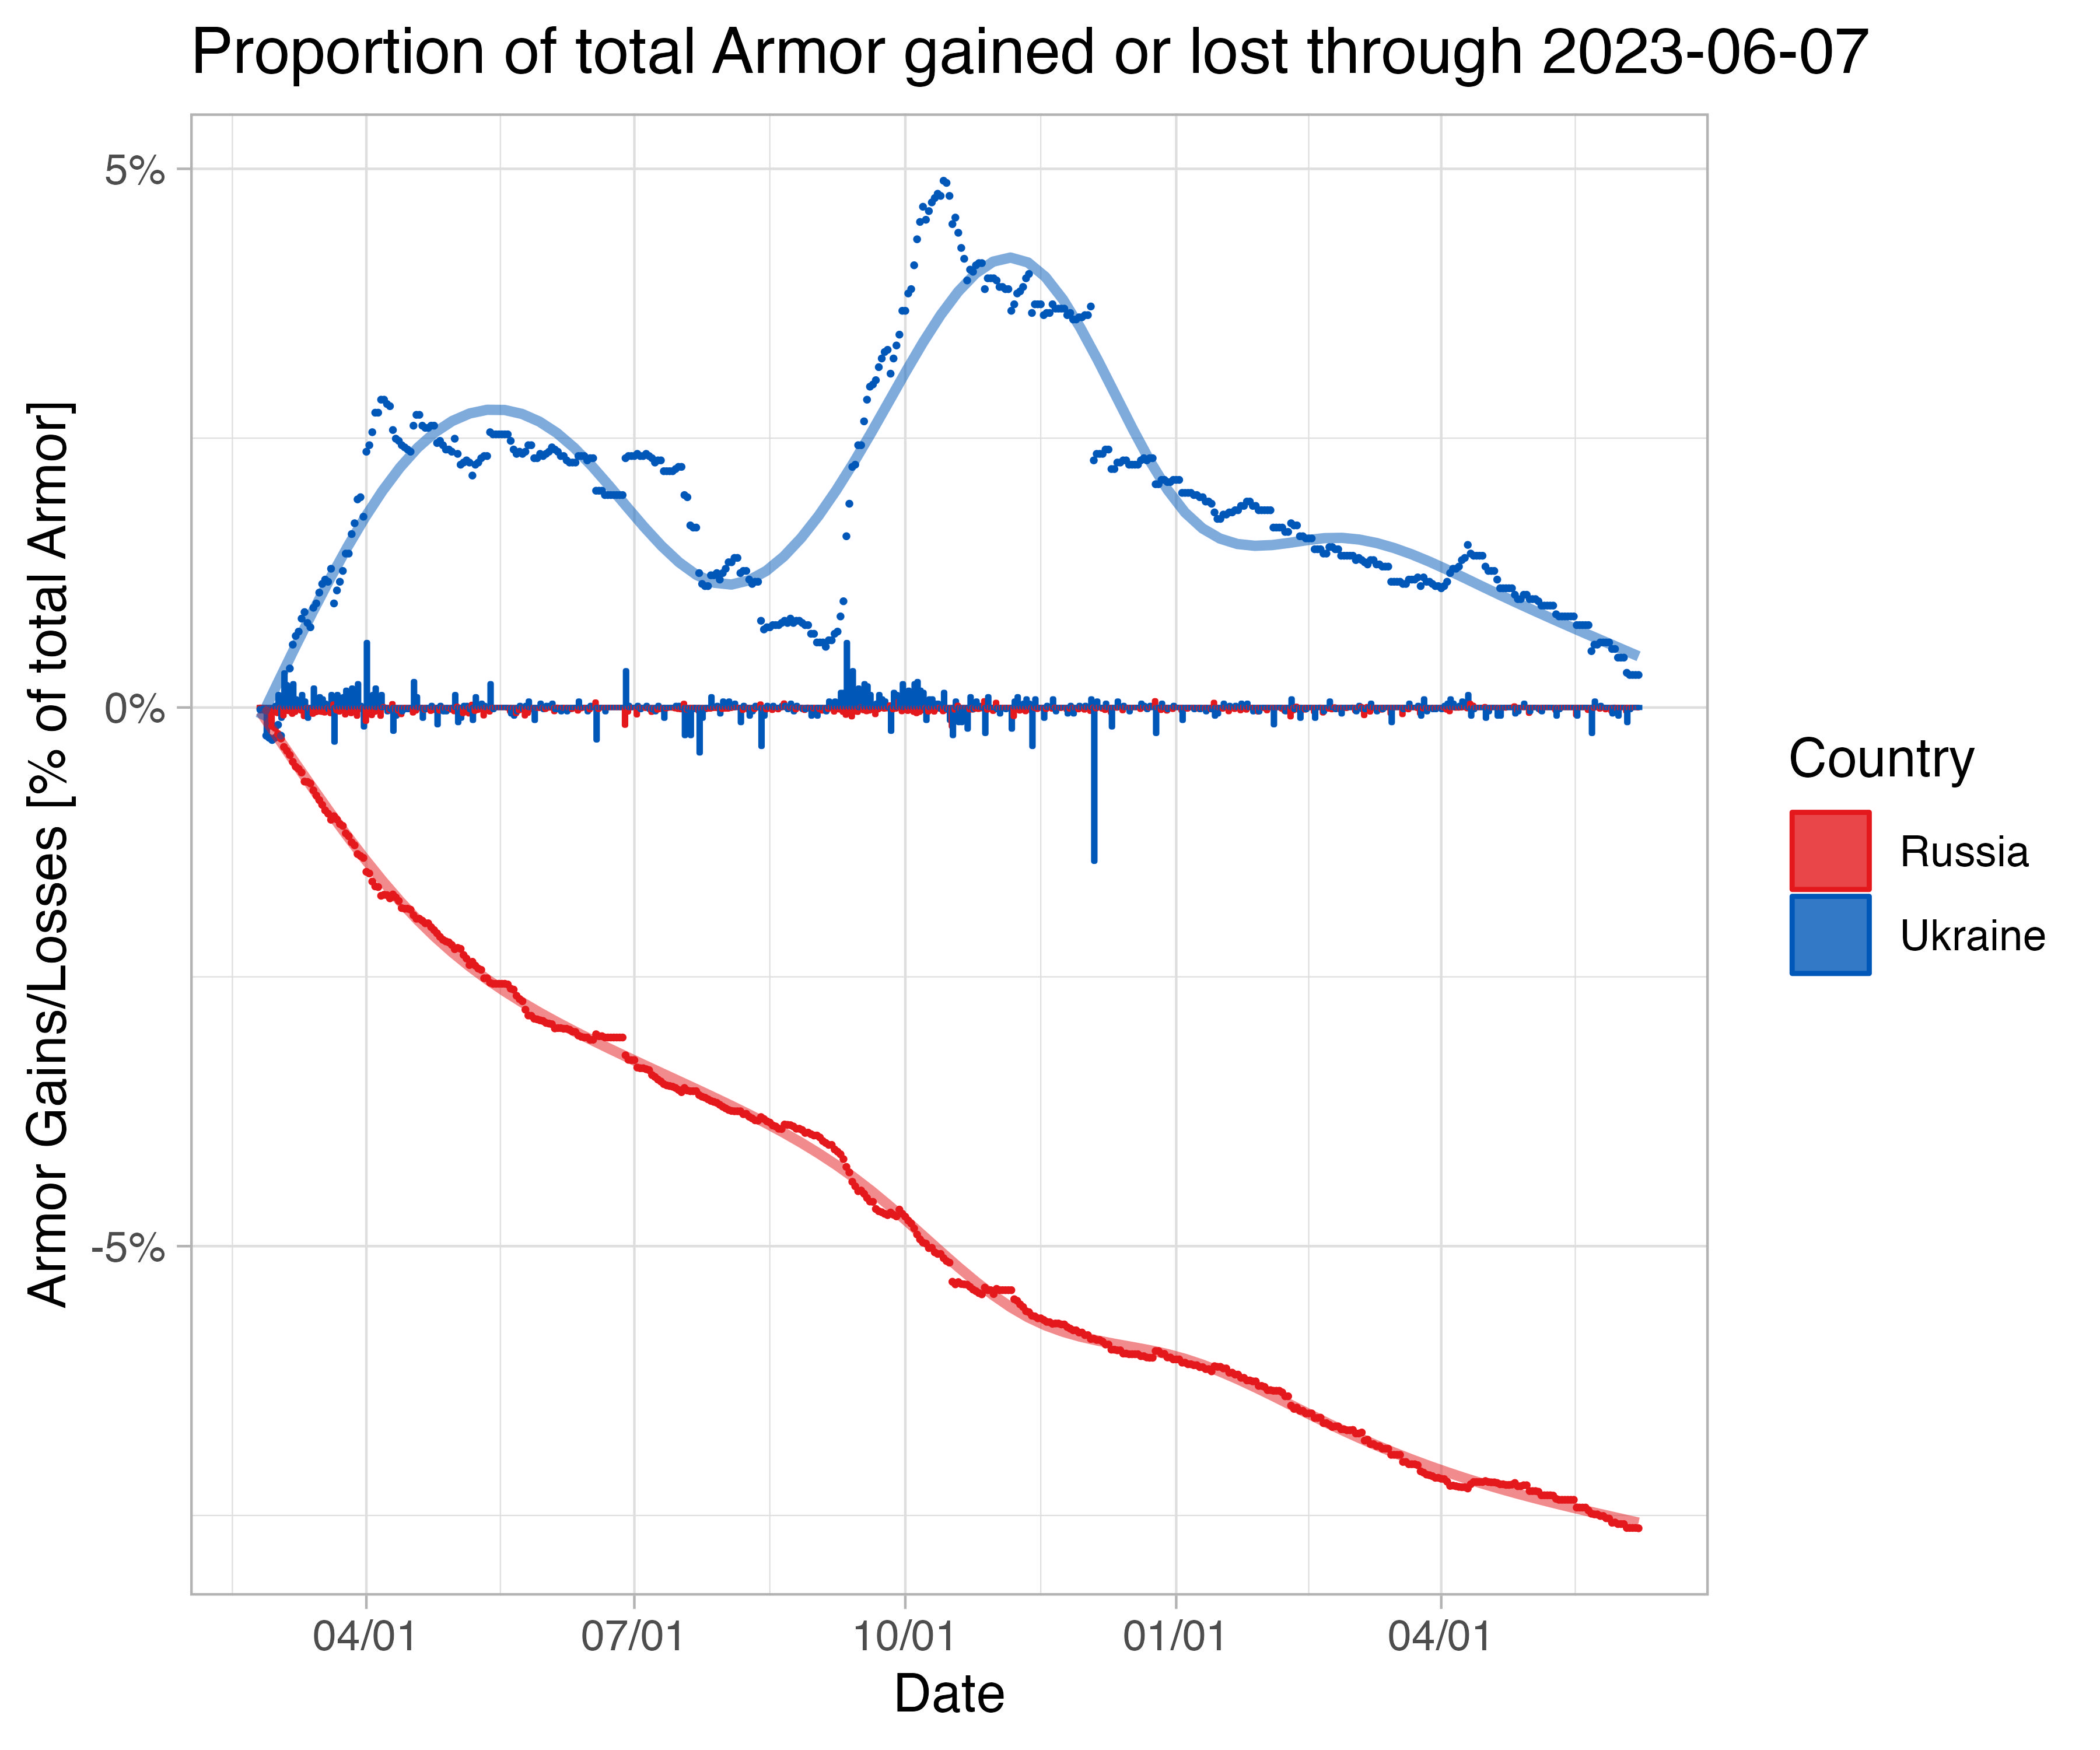 Proportion of total Armor gained or lost through 2023-06-07
Armor Gains/Losses [% of total Armor]
5%
0%
-5%
04/01
07/01
10/01
01/01
04/01
Date
Country
Russia
Ukraine